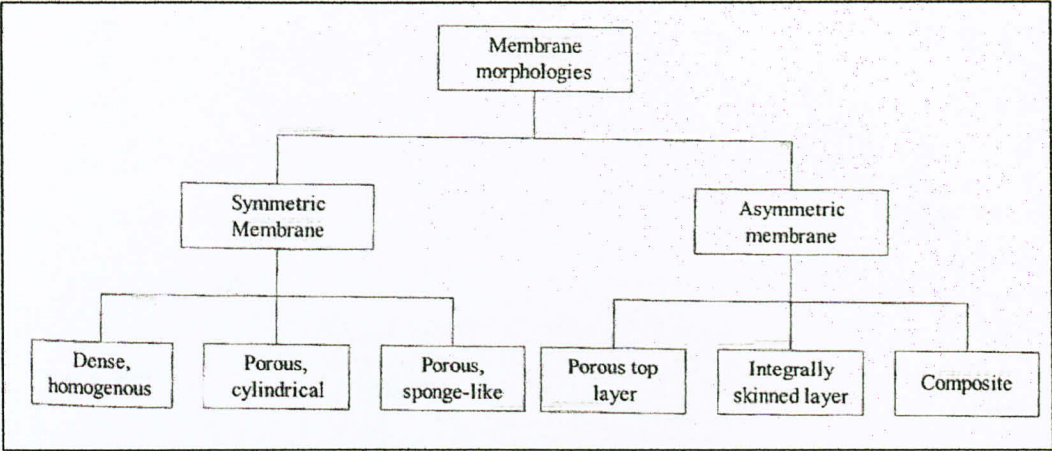 Membrane
morphologies
Symmetric
Membrane
Asymmetric
membrane
Dense,
homogenous
Porous,
cylindrical
Porous,
sponge-like
Porous top
layer
Integrally
skinned layer
Composite